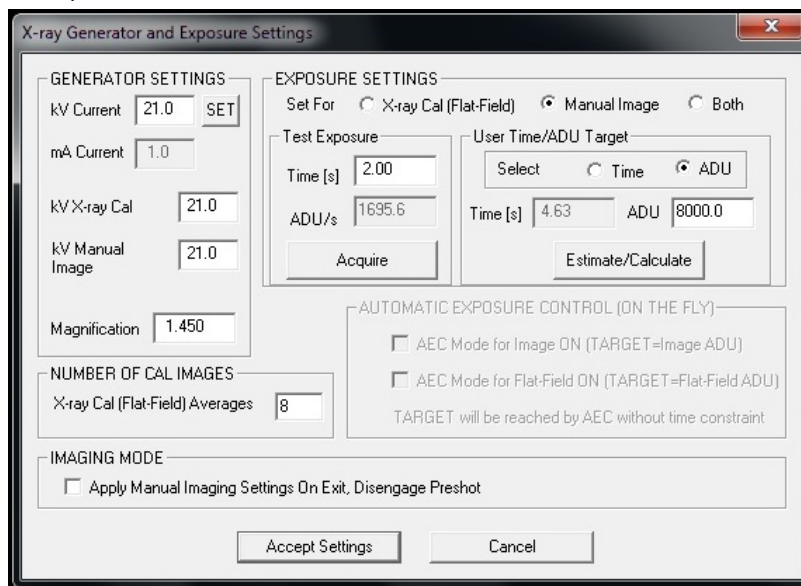 X-ray Generator and Exposure Settings
GENERATOR SETTINGS
kV Current 21.0 SET
mA Current 1.0
kV X-ray Cal 21.0
kV Manual Image 21.0
Magnification 1.450
EXPOSURE SETTINGS
Set For X-ray Cal (Flat-Field) Manual Image Both
Test Exposure
Time [s] 2.00
ADU/s 1695.6
Acquire
User Time/ADU Target
Select Time ADU
Time [s] 4.63 ADU 8000.0
Estimate/Calculate
AUTOMATIC EXPOSURE CONTROL (ON THE FLY)
AEC Mode for Image ON (TARGET=Image ADU)
AEC Mode for Flat-Field ON (TARGET=Flat-Field ADU)
TARGET will be reached by AEC without time constraint
NUMBER OF CAL IMAGES
X-ray Cal (Flat-Field) Averages 8
IMAGING MODE
Apply Manual Imaging Settings On Exit, Disengage Preshot
Accept Settings Cancel